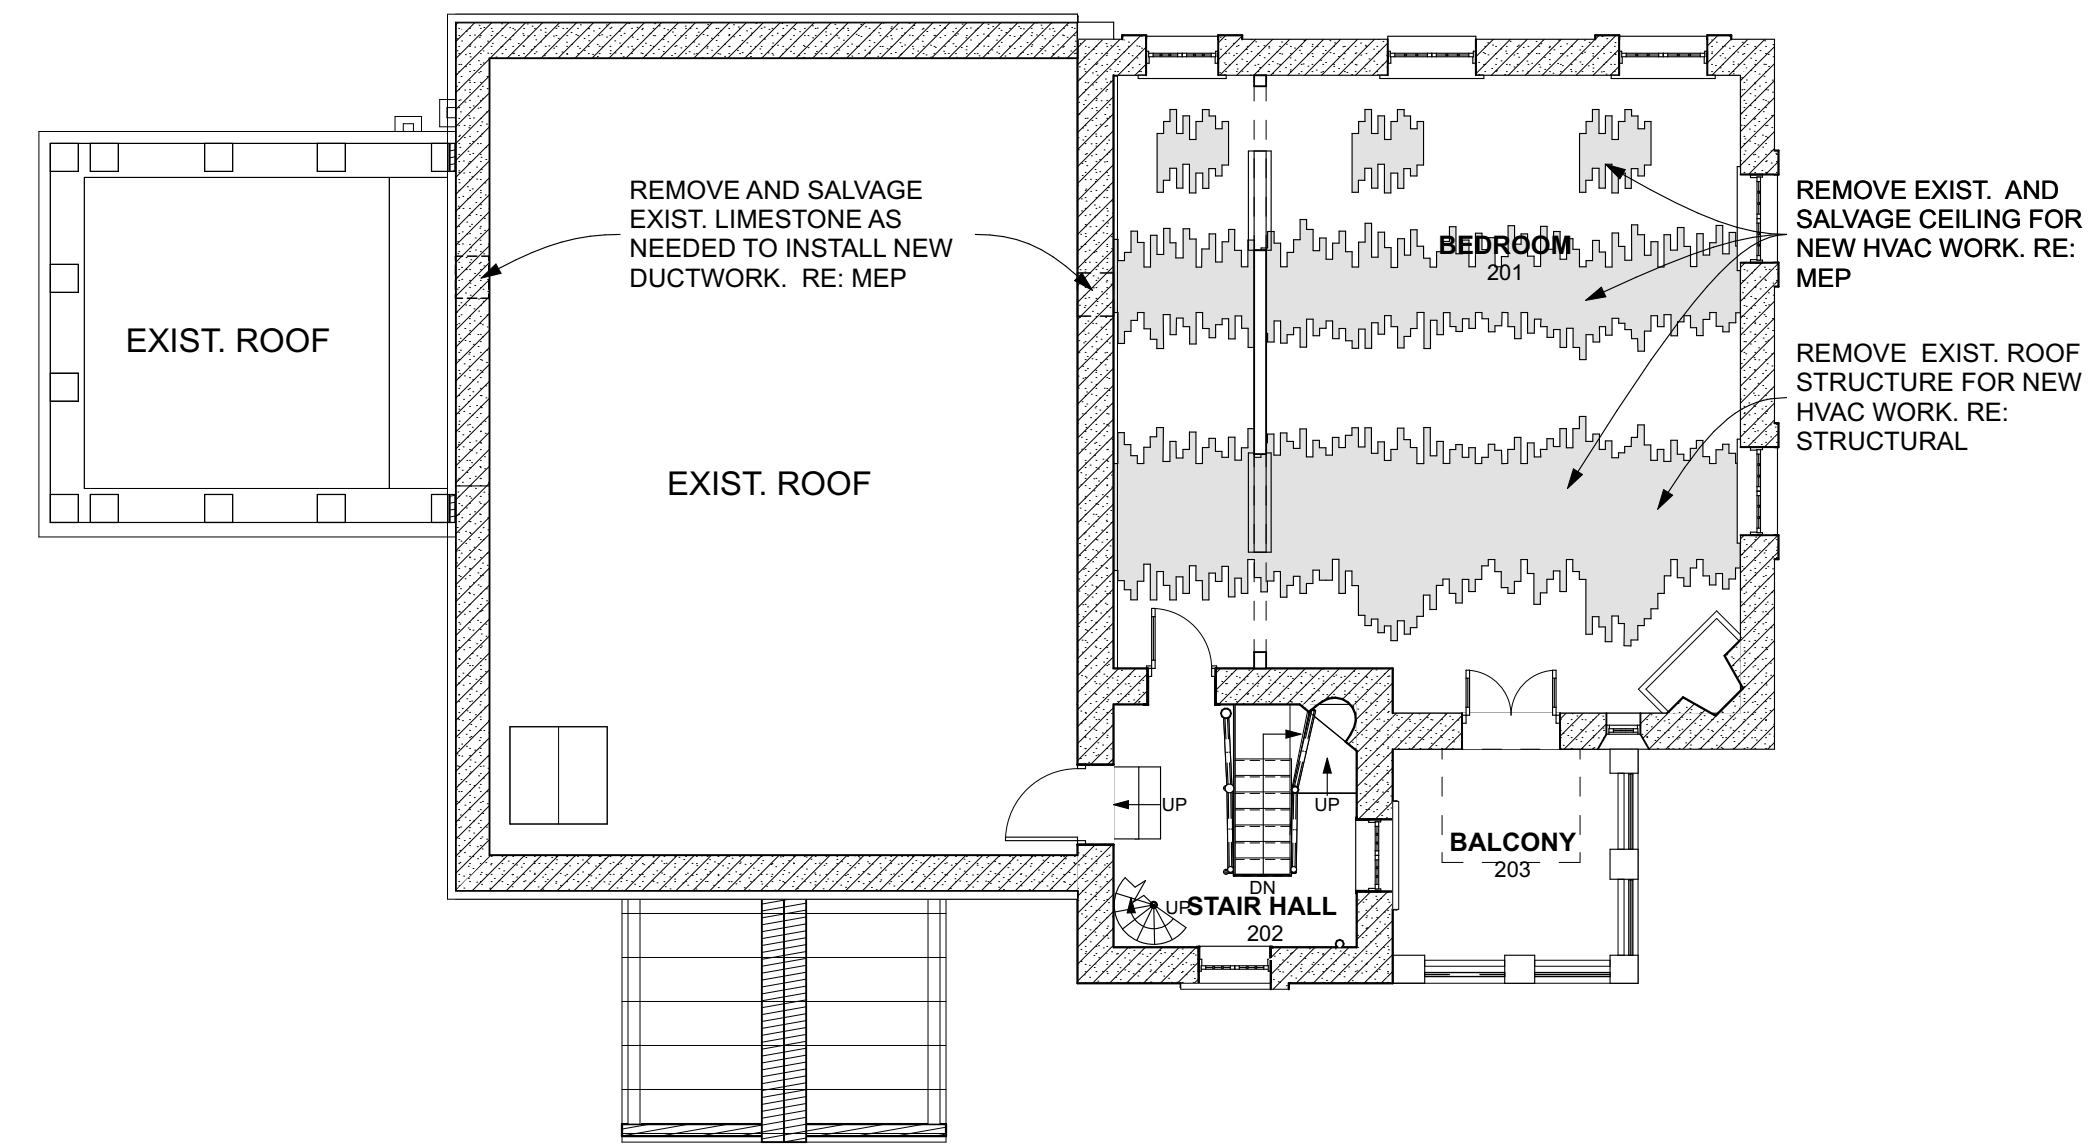 REMOVE AND SALVAGE
EXIST. LIMESTONE AS
NEEDED TO INSTALL NEW
DUCTWORK. RE: MEP
REMOVE EXIST. AND
SALVAGE CEILING FOR
NEW HVAC WORK. RE:
MEP
BEDROOM
201
EXIST. ROOF
REMOVE EXIST. ROOF
STRUCTURE FOR NEW
HVAC WORK. RE:
STRUCTURAL
EXIST. ROOF
UP
UP
BALCONY
203
DN
UP
STAIR HALL
202